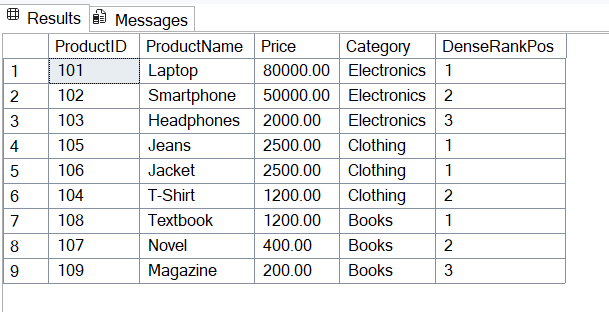 Results Messages
ProductID ProductName Price Category DenseRankPos
1 101 Laptop 80000.00 Electronics 1
2 102 Smartphone 50000.00 Electronics 2
3 103 Headphones 2000.00 Electronics 3
4 105 Jeans 2500.00 Clothing 1
5 106 Jacket 2500.00 Clothing 1
6 104 T-Shirt 1200.00 Clothing 2
7 108 Textbook 1200.00 Books 1
8 107 Novel 400.00 Books 2
9 109 Magazine 200.00 Books 3